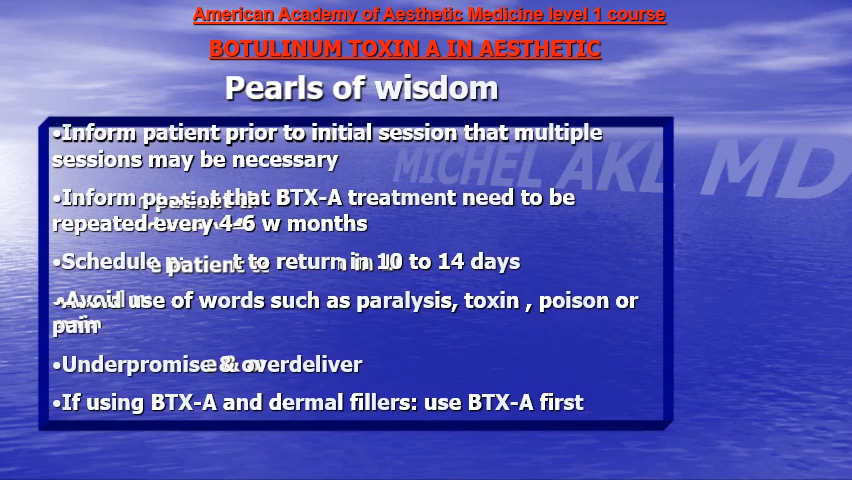 American Academy of Aesthetic Medicine level 1 course
BOTULINUM TOXIN A IN AESTHETIC
Pearls of wisdom
•Inform patient prior to initial session that multiple
sessions may be necessary
MICHEL AKL MD
•Inform that BTX-A treatment need to be
repeated every 4-6 w months
•Schedule patient to return in 10 to 14 days
•Avoid use of words such as paralysis, toxin , poison or
pain
•Underpromise & overdeliver
•If using BTX-A and dermal fillers: use BTX-A first